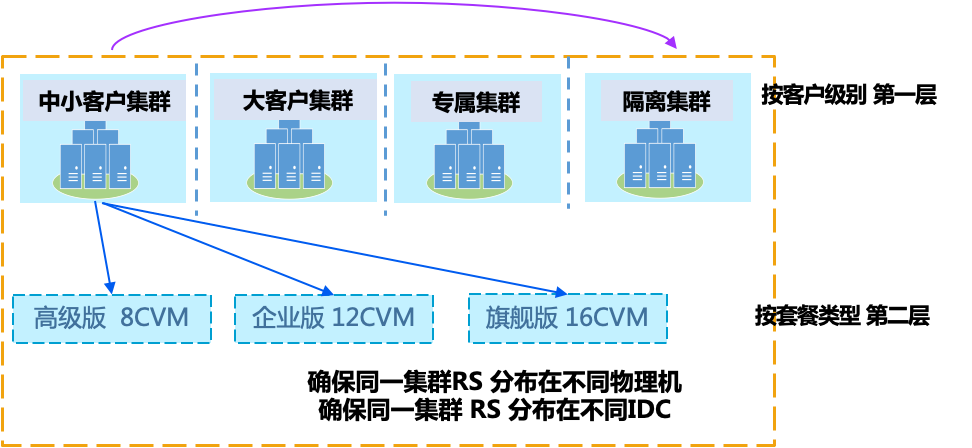 中小客户集群
大客户集群
专属集群
隔离集群
按客户级别 第一层
高级版 8CVM
企业版 12CVM
旗舰版 16CVM
按套餐类型 第二层
确保同一集群RS 分布在不同物理机
确保同一集群 RS 分布在不同IDC